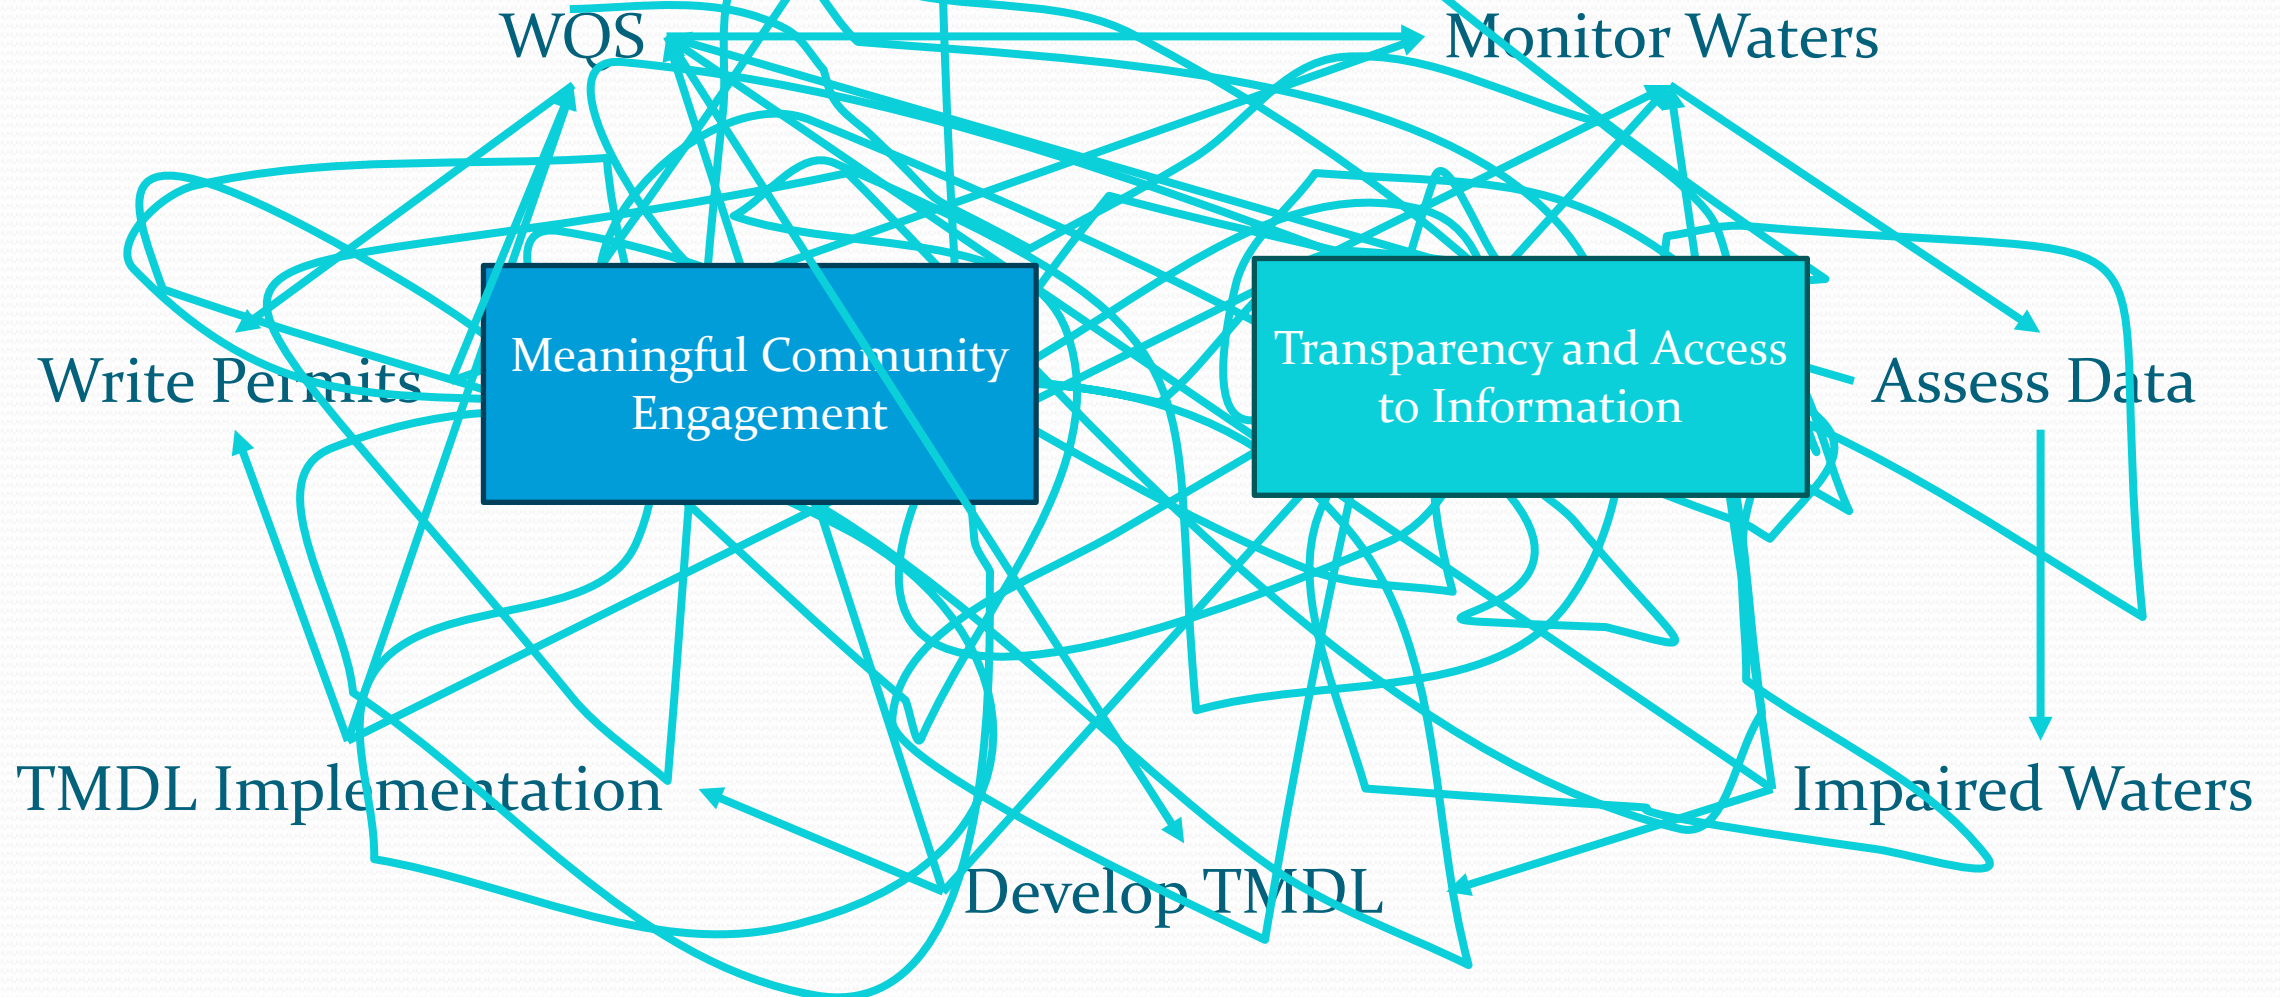 WQS
Monitor Waters
Meaningful Community
Engagement
Transparency and Access
to Information
Write Permits
Assess Data
TMDL Implementation
Impaired Waters
Develop TMDL